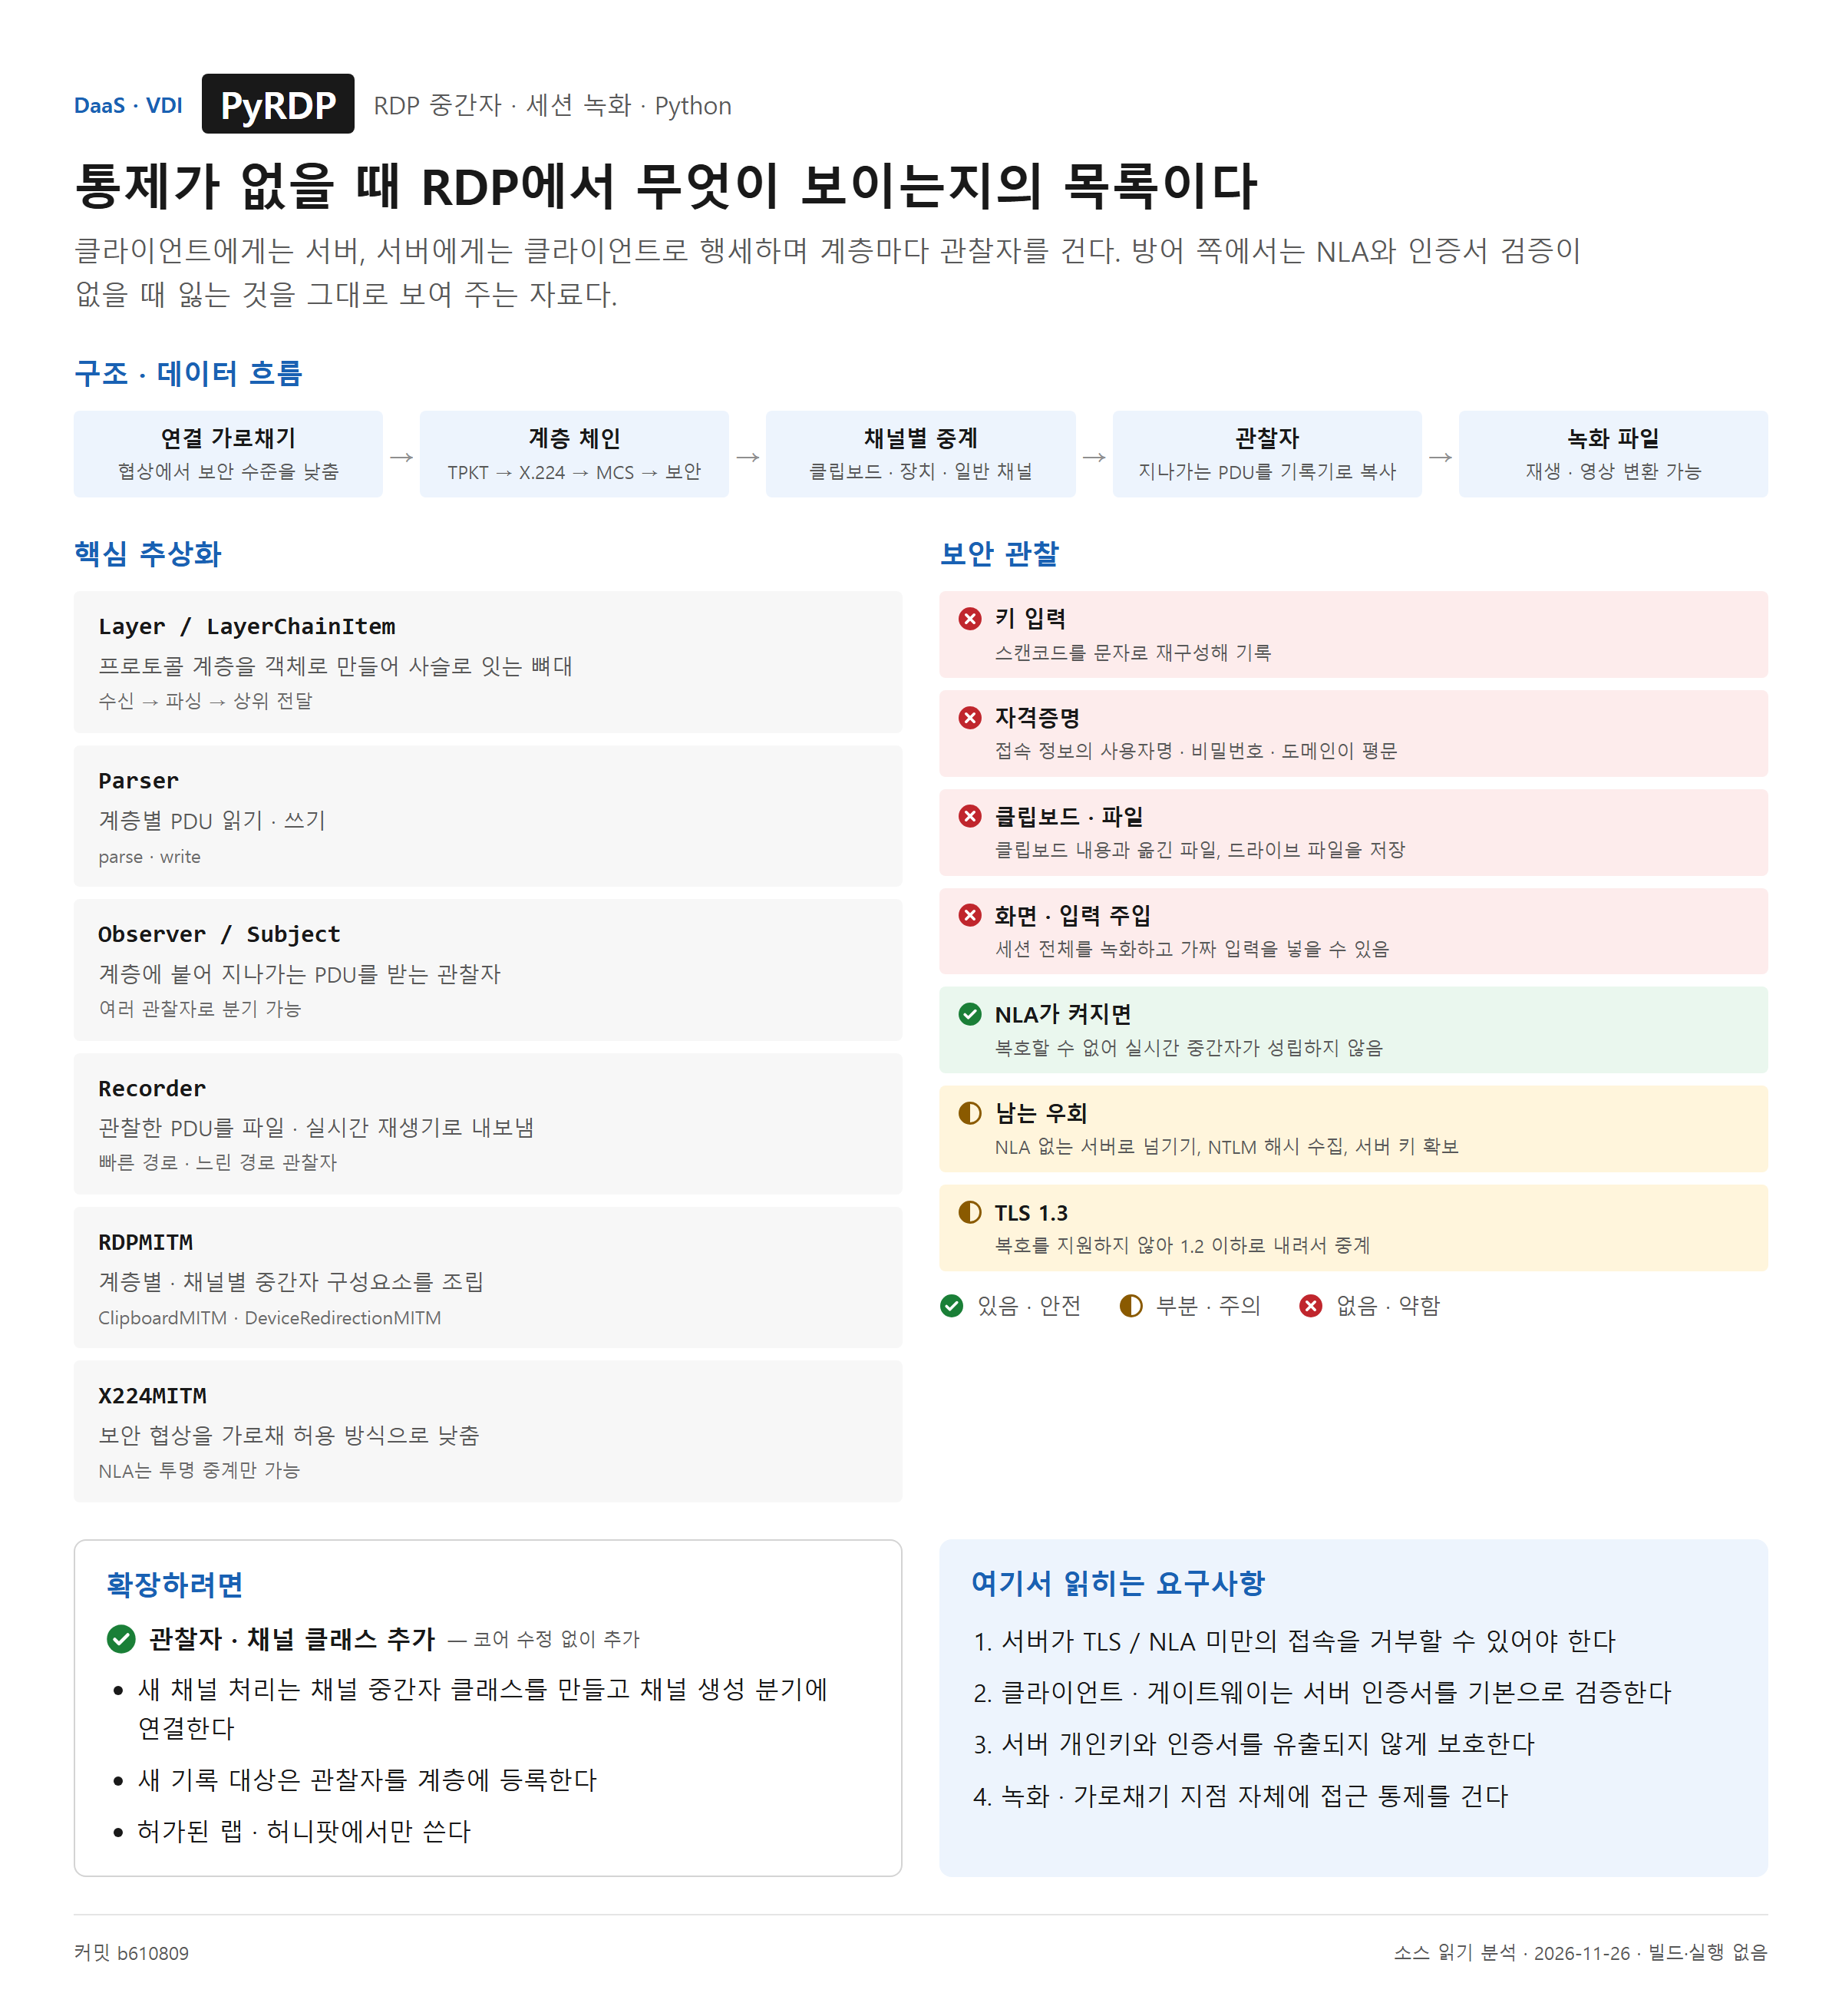 DaaS · VDI PyRDP RDP 중간자 · 세션 녹화 · Python
통제가 없을 때 RDP에서 무엇이 보이는지의 목록이다
클라이언트에게는 서버, 서버에게는 클라이언트로 행세하며 계층마다 관찰자를 건다. 방어 쪽에서는 NLA와 인증서 검증이
없을 때 잃는 것을 그대로 보여 주는 자료다.
구조 · 데이터 흐름
연결 가로채기
협상에서 보안 수준을 낮춤
→
계층 체인
TPKT → X.224 → MCS → 보안
→
채널별 중계
클립보드 · 장치 · 일반 채널
→
관찰자
지나가는 PDU를 기록기로 복사
→
녹화 파일
재생 · 영상 변환 가능
핵심 추상화
Layer / LayerChainItem
프로토콜 계층을 객체로 만들어 사슬로 잇는 뼈대
수신 → 파싱 → 상위 전달
Parser
계층별 PDU 읽기 · 쓰기
parse · write
Observer / Subject
계층에 붙어 지나가는 PDU를 받는 관찰자
여러 관찰자로 분기 가능
Recorder
관찰한 PDU를 파일 · 실시간 재생기로 내보냄
빠른 경로 · 느린 경로 관찰자
RDPMITM
계층별 · 채널별 중간자 구성요소를 조립
ClipboardMITM · DeviceRedirectionMITM
X224MITM
보안 협상을 가로채 허용 방식으로 낮춤
NLA는 투명 중계만 가능
보안 관찰
키 입력
스캔코드를 문자로 재구성해 기록
자격증명
접속 정보의 사용자명 · 비밀번호 · 도메인이 평문
클립보드 · 파일
클립보드 내용과 옮긴 파일, 드라이브 파일을 저장
화면 · 입력 주입
세션 전체를 녹화하고 가짜 입력을 넣을 수 있음
NLA가 켜지면
복호할 수 없어 실시간 중간자가 성립하지 않음
남는 우회
NLA 없는 서버로 넘기기, NTLM 해시 수집, 서버 키 확보
TLS 1.3
복호를 지원하지 않아 1.2 이하로 내려서 중계
있음 · 안전 부분 · 주의 없음 · 약함
확장하려면
관찰자 · 채널 클래스 추가 — 코어 수정 없이 추가
• 새 채널 처리는 채널 중간자 클래스를 만들고 채널 생성 분기에
연결한다
• 새 기록 대상은 관찰자를 계층에 등록한다
• 허가된 랩 · 허니팟에서만 쓴다
여기서 읽히는 요구사항
1. 서버가 TLS / NLA 미만의 접속을 거부할 수 있어야 한다
2. 클라이언트 · 게이트웨이는 서버 인증서를 기본으로 검증한다
3. 서버 개인키와 인증서를 유출되지 않게 보호한다
4. 녹화 · 가로채기 지점 자체에 접근 통제를 건다
커밋 b610809
소스 읽기 분석 · 2026-11-26 · 빌드·실행 없음